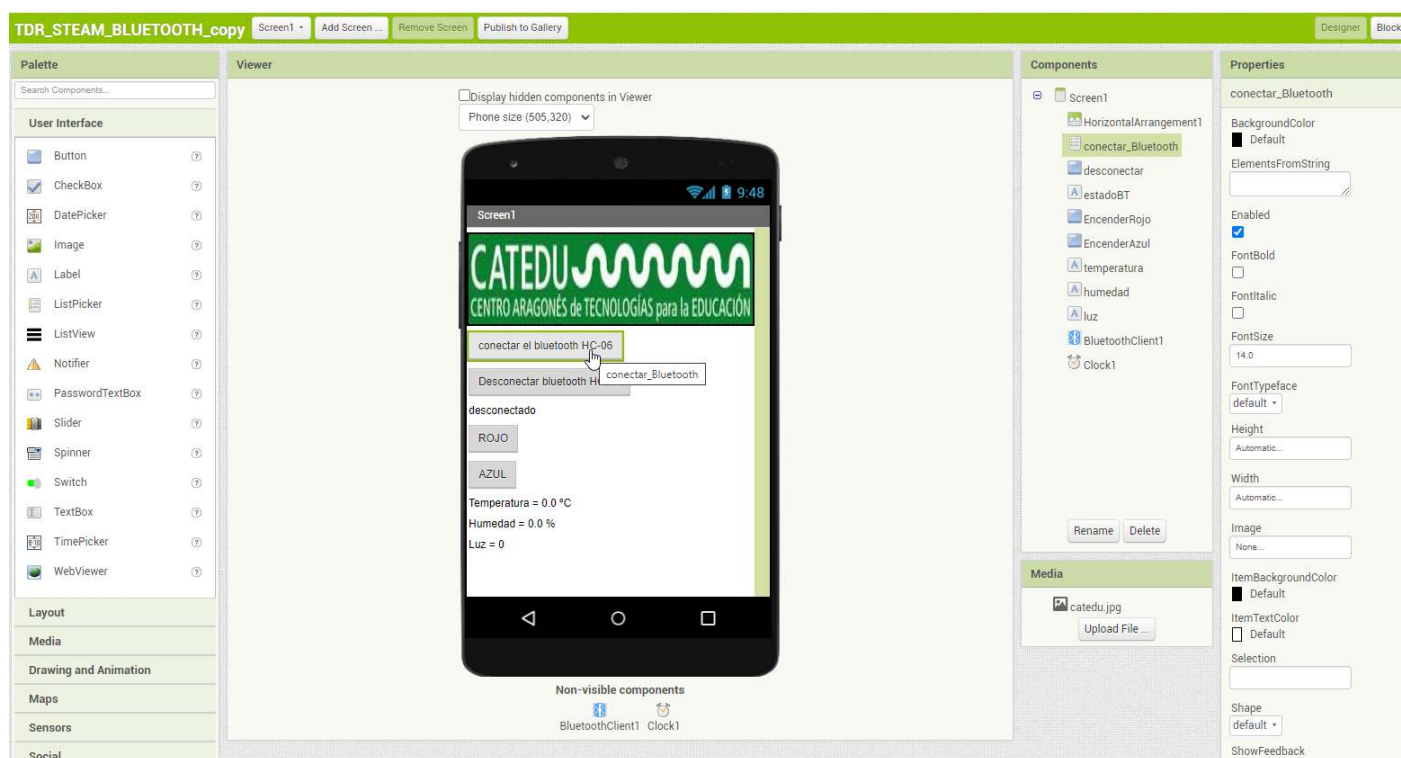 TDR_STEAM_BLUETOOTH_copy Screen1 Add Screen ... Remove Screen Publish to Gallery Designer Block
Palette
Search Components...
User Interface
Button
CheckBox
DatePicker
Image
Label
ListPicker
ListView
Notifier
PasswordTextBox
Slider
Spinner
Switch
TextBox
TimePicker
WebViewer
Layout
Media
Drawing and Animation
Maps
Sensors
Social
Viewer
Display hidden components in Viewer
Phone size (505,320)
9:48
Screen1
CATEDU
CENTRO ARAGONÉS de TECNOLOGÍAS para la EDUCACIÓN
conectar el bluetooth HC-06
conectar_Bluetooth
Desconectar bluetooth
desconectado
ROJO
AZUL
Temperatura = 0.0 ºC
Humedad = 0.0 %
Luz = 0
Non-visible components
BluetoothClient1 Clock1
Components
Screen1
HorizontalArrangement1
conectar_Bluetooth
desconectar
estadoBT
EncenderRojo
EncenderAzul
temperatura
humedad
luz
BluetoothClient1
Clock1
Rename Delete
Media
catedu.jpg
Upload File ...
Properties
conectar_Bluetooth
BackgroundColor
Default
ElementsFromString
Enabled
FontBold
FontItalic
FontSize
14.0
FontTypeface
default
Height
Automatic...
Width
Automatic...
Image
None...
ItemBackgroundColor
Default
ItemTextColor
Default
Selection
Shape
default
ShowFeedback